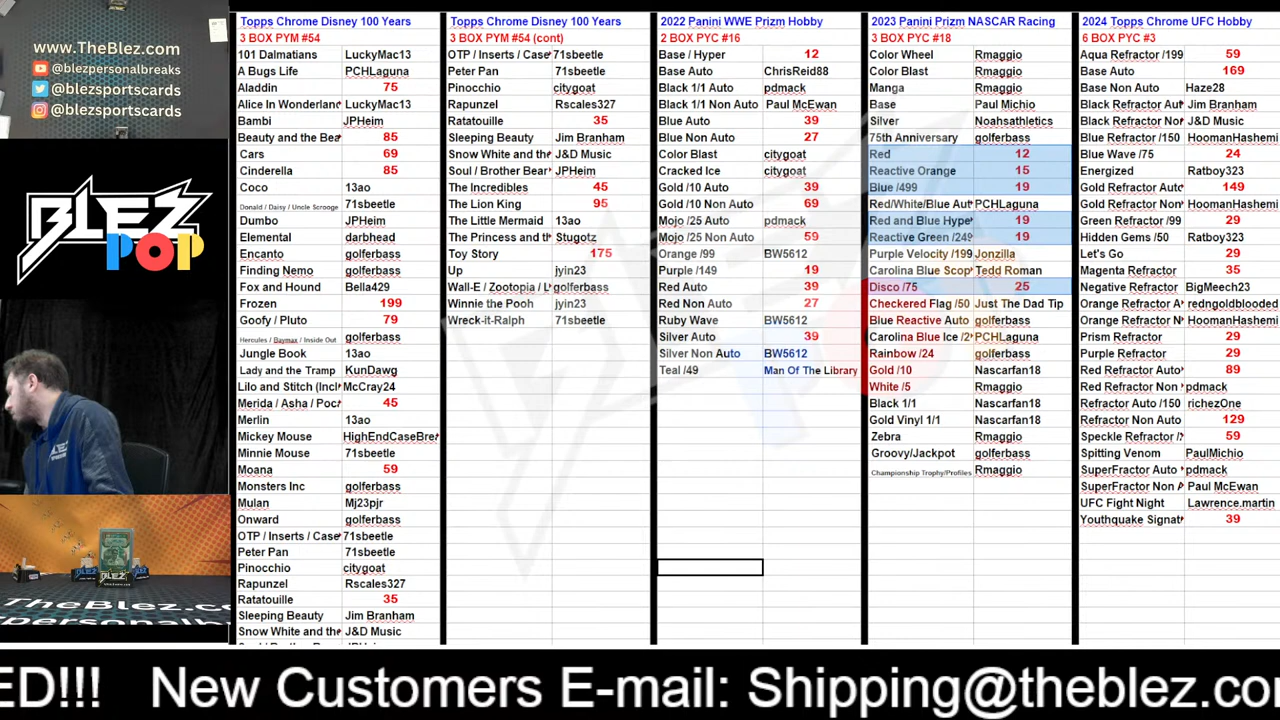 www.TheBlez.com
@blezpersonalbreaks
@blezsportscards
@blezsportscards
BLEZ
POP
TheBlez.co
Topps Chrome Disney 100 Years
3 BOX PYM #54
101 Dalmatians LuckyMac13
A Bugs Life PCHLaguna
Aladdin 75
Alice In Wonderlan LuckyMac13
Bambi JPHeim
Beauty and the Bea 85
Cars 69
Cinderella 85
Coco 13ao
Donald / Daisy / Uncle Scrooge 71sbeetle
Dumbo JPHeim
Elemental darbhead
Encanto golferbass
Finding Nemo golferbass
Fox and Hound Bella429
Frozen 199
Goofy / Pluto 79
Hercules / Baymax / Inside Out golferbass
Jungle Book 13ao
Lady and the Tramp KunDawg
Lilo and Stitch (Incl McCray24
Merida / Asha / Poc 45
Merlin 13ao
Mickey Mouse HighEndCaseBre
Minnie Mouse 71sbeetle
Moana 59
Monsters Inc golferbass
Mulan Mj23pjr
Onward golferbass
OTP / Inserts / Case 71sbeetle
Peter Pan 71sbeetle
Pinocchio citygoat
Rapunzel Rscales327
Ratatouille 35
Sleeping Beauty Jim Branham
Snow White and the J&D Music
Topps Chrome Disney 100 Years
3 BOX PYM #54 (cont)
OTP / Inserts / Case 71sbeetle
Peter Pan 71sbeetle
Pinocchio citygoat
Rapunzel Rscales327
Ratatouille 35
Sleeping Beauty Jim Branham
Snow White and the J&D Music
Soul / Brother Bear JPHeim
The Incredibles 45
The Lion King 95
The Little Mermaid 13ao
The Princess and th Stugotz
Toy Story 175
Up jyin23
Wall-E / Zootopia / L golferbass
Winnie the Pooh jyin23
Wreck-it-Ralph 71sbeetle
2022 Panini WWE Prizm Hobby
2 BOX PYC #16
Base / Hyper 12
Base Auto ChrisReid88
Black 1/1 Auto pdmack
Black 1/1 Non Auto Paul McEwan
Blue Auto 39
Blue Non Auto 27
Color Blast citygoat
Cracked Ice citygoat
Gold /10 Auto 39
Gold /10 Non Auto 69
Mojo /25 Auto pdmack
Mojo /25 Non Auto 59
Orange /99 BW5612
Purple /149 19
Red Auto 39
Red Non Auto 27
Ruby Wave BW5612
Silver Auto 39
Silver Non Auto BW5612
Teal /49 Man Of The Library
2023 Panini Prizm NASCAR Racing
3 BOX PYC #18
Color Wheel Rmaggio
Color Blast Rmaggio
Manga Rmaggio
Base Paul Michio
Silver Noahsathletics
75th Anniversary golferbass
Red 12
Reactive Orange 15
Blue /499 19
Red/White/Blue Aut PCHLaguna
Red and Blue Hype 19
Reactive Green /249 19
Purple Velocity /199 Jonzilla
Carolina Blue Scop Tedd Roman
Disco /75 25
Checkered Flag /50 Just The Dad Tip
Blue Reactive Auto golferbass
Carolina Blue Ice /2 PCHLaguna
Rainbow /24 golferbass
Gold /10 Nascarfan18
White /5 Rmaggio
Black 1/1 Nascarfan18
Gold Vinyl 1/1 Nascarfan18
Zebra Rmaggio
Groovy/Jackpot golferbass
Championship Trophy/Profiles Rmaggio
2024 Topps Chrome UFC Hobby
6 BOX PYC #3
Aqua Refractor /199 59
Base Auto 169
Base Non Auto Haze28
Black Refractor Aut Jim Branham
Black Refractor Nor J&D Music
Blue Refractor /150 HoomanHashemi
Blue Wave /75 24
Energized Ratboy323
Gold Refractor Aut 149
Gold Refractor Non J&D Music
Green Refractor /99 29
Hidden Gems /50 Ratboy323
Let's Go 29
Magenta Refractor 35
Negative Refractor BigMeech23
Orange Refractor A redngoldblooded
Orange Refractor N HoomanHashemi
Prism Refractor 29
Purple Refractor 29
Red Refractor Auto 89
Red Refractor Non pdmack
Refractor Auto /150 richezOne
Refractor Non Auto 129
Speckle Refractor / 59
Spitting Venom PaulMichio
SuperFractor Auto pdmack
SuperFractor Non A Paul McEwan
UFC Fight Night Lawrence.martin
Youthquake Signat 39
ED!!! New Customers E-mail: Shipping@theblez.co